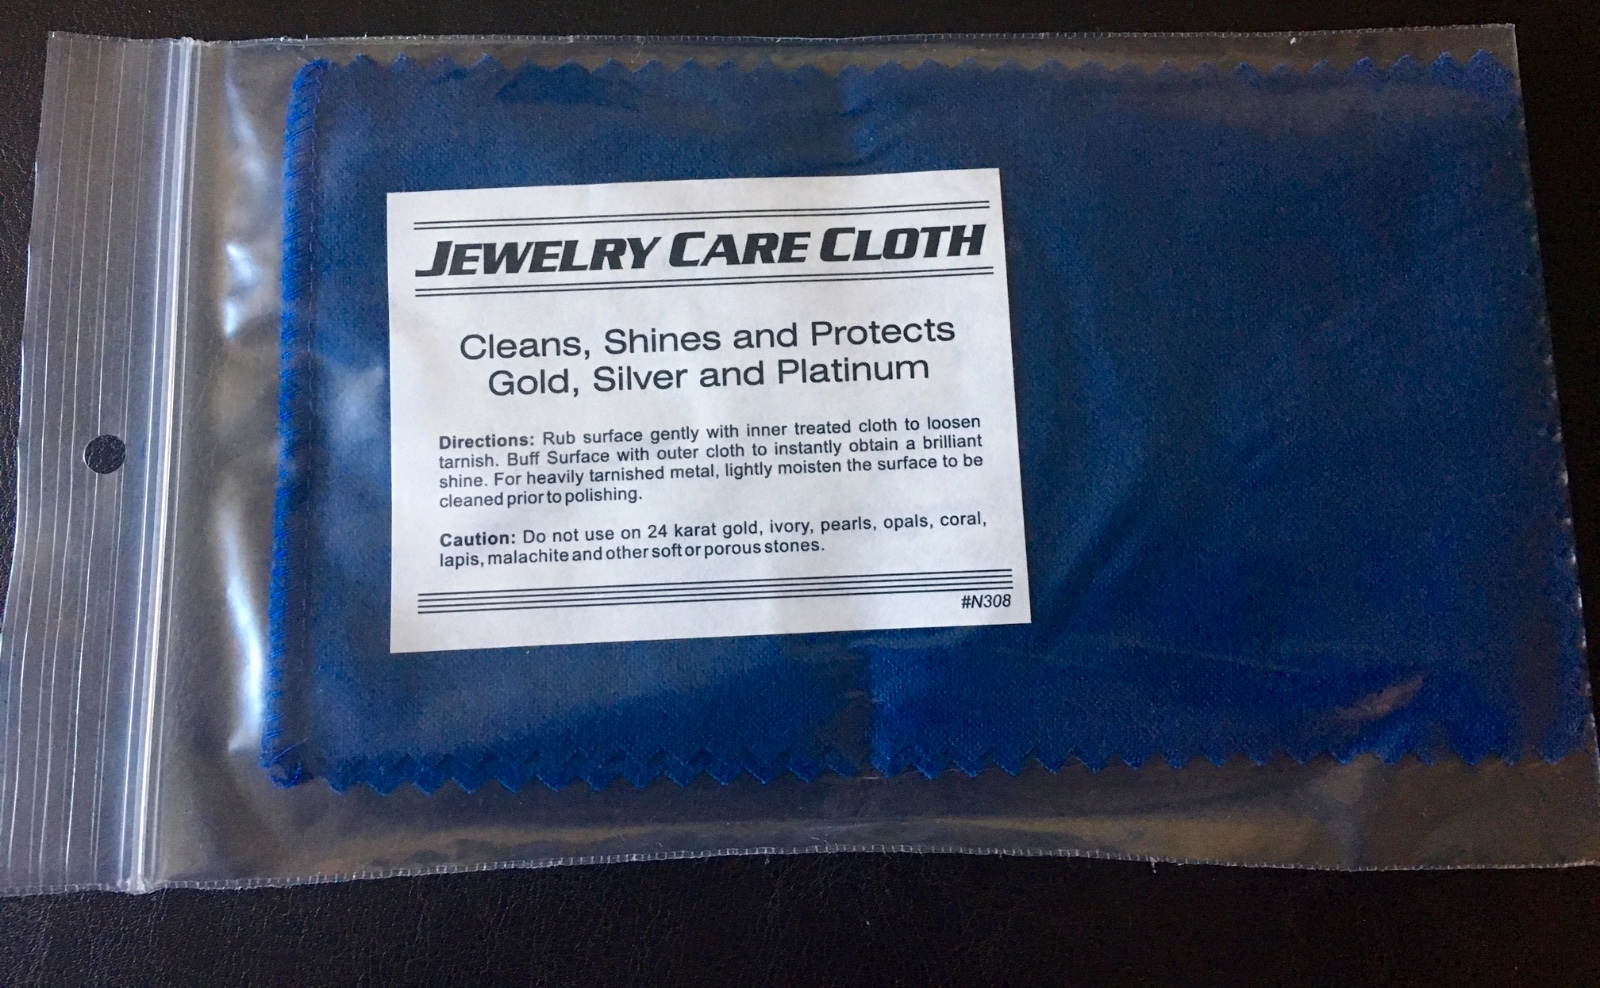 JEWELRY CARE CLOTH
Cleans, Shines and Protects
Gold, Silver and Platinum
Directions: Rub surface gently with inner treated cloth to loosen
tarnish. Buff Surface with outer cloth to instantly obtain a brilliant
shine. For heavily tarnished metal, lightly moisten the surface to be
cleaned prior to polishing.
Caution: Do not use on 24 karat gold, ivory, pearls, opals, coral,
lapis, malachite and other soft or porous stones.
#N308